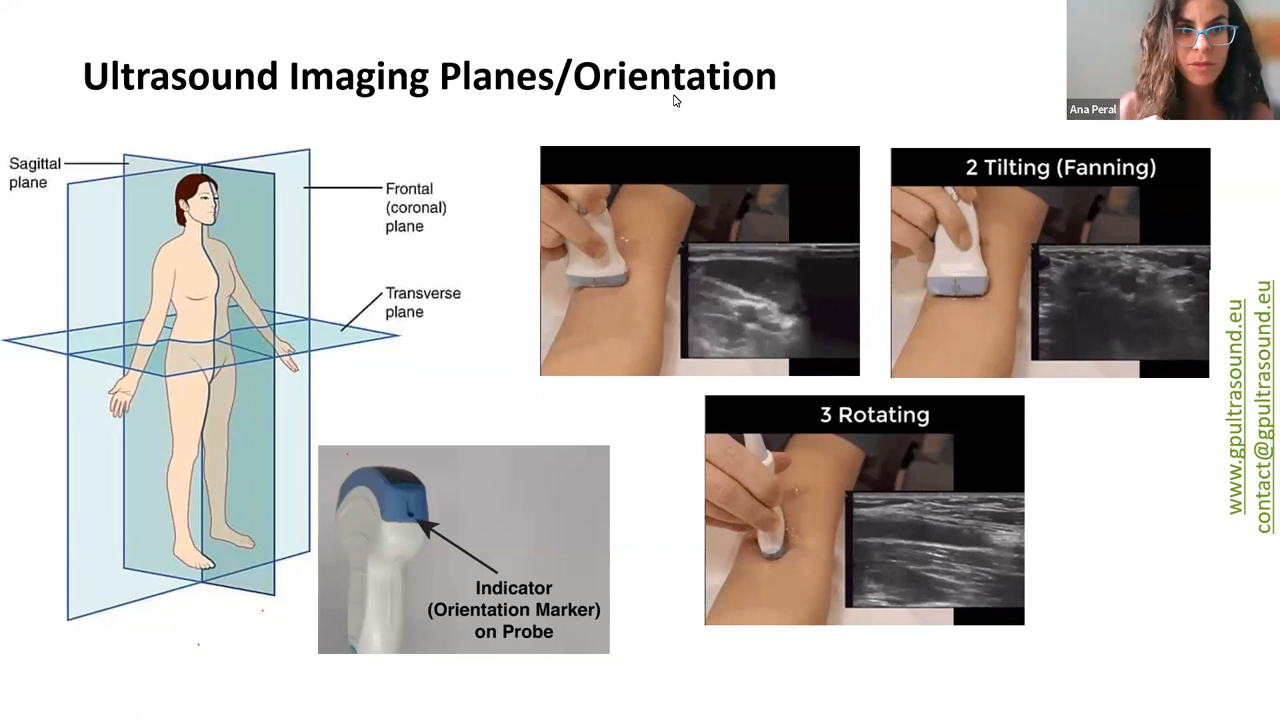 Ultrasound Imaging Planes/Orientation
Ana Peral
Sagittal
plane
Frontal
(coronal)
plane
Transverse
plane
2 Tilting (Fanning)
3 Rotating
Indicator
(Orientation Marker)
on Probe
www.gpultrasound.eu
contact@gpultrasound.eu